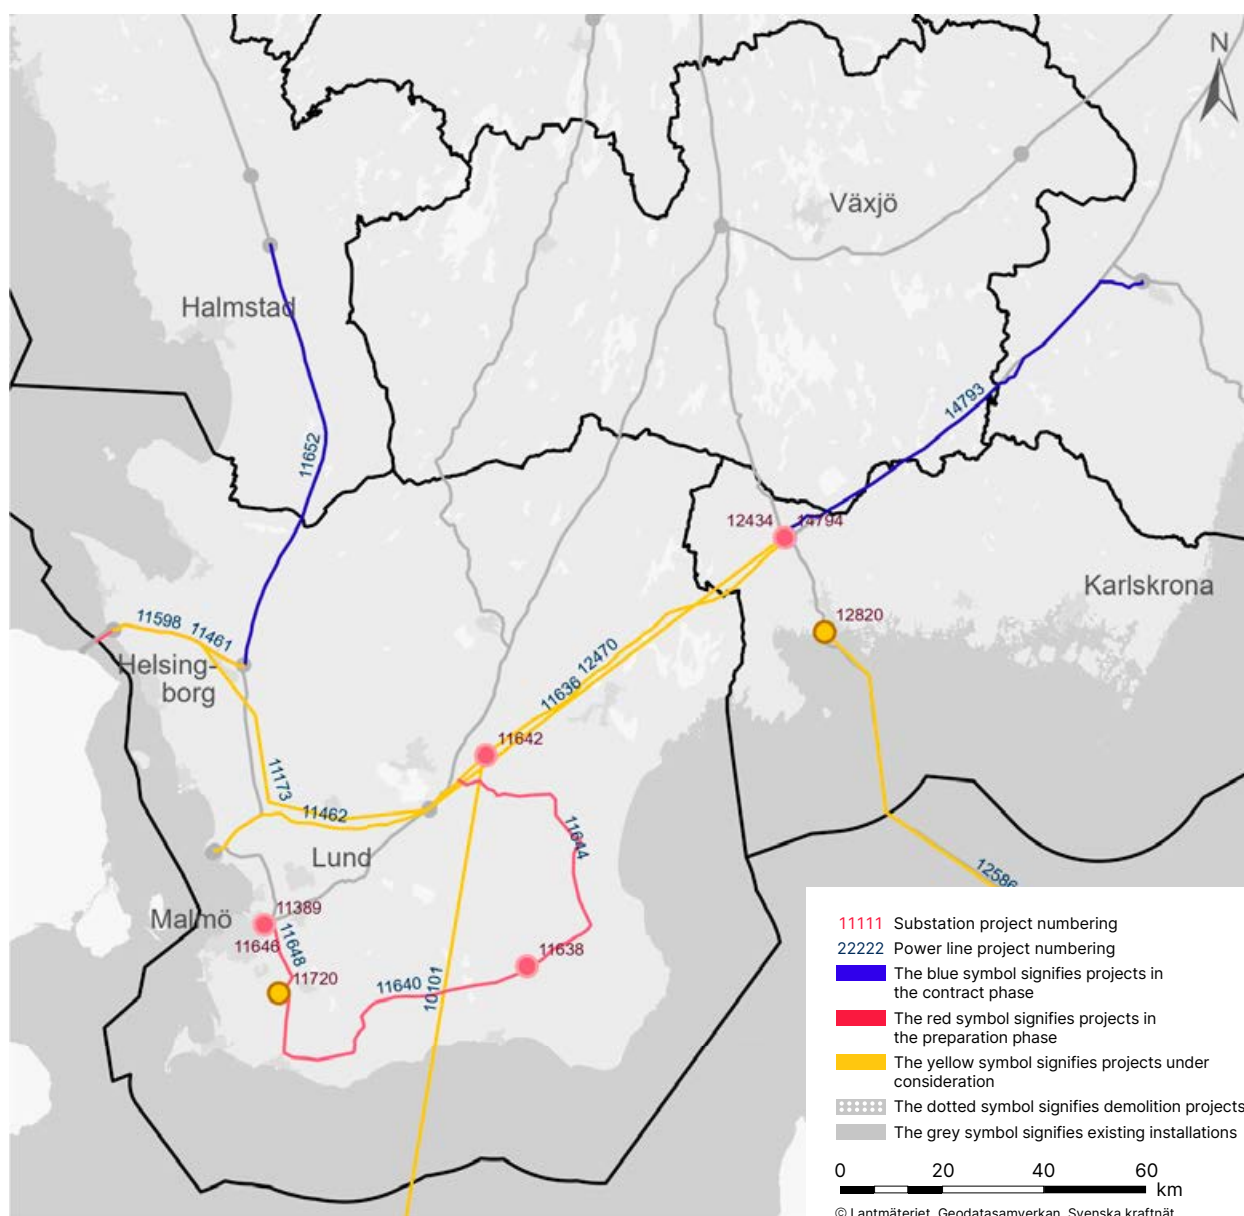 N
Växjö
Halmstad
11652
14793
12434
14794
Karlskrona
11598
11461
12820
Helsing-
borg
12470
11636
11642
11173
11462
11644
Lund
12586
Malmö
11389
11646
11648
11638
11720
11640
10101
11111 Substation project numbering
22222 Power line project numbering
The blue symbol signifies projects in
the contract phase
The red symbol signifies projects in
the preparation phase
The yellow symbol signifies projects under
consideration
The dotted symbol signifies demolition projects
The grey symbol signifies existing installations
0 20 40 60
km
© Lantmäteriet, Geodatasamverkan, Svenska kraftnät